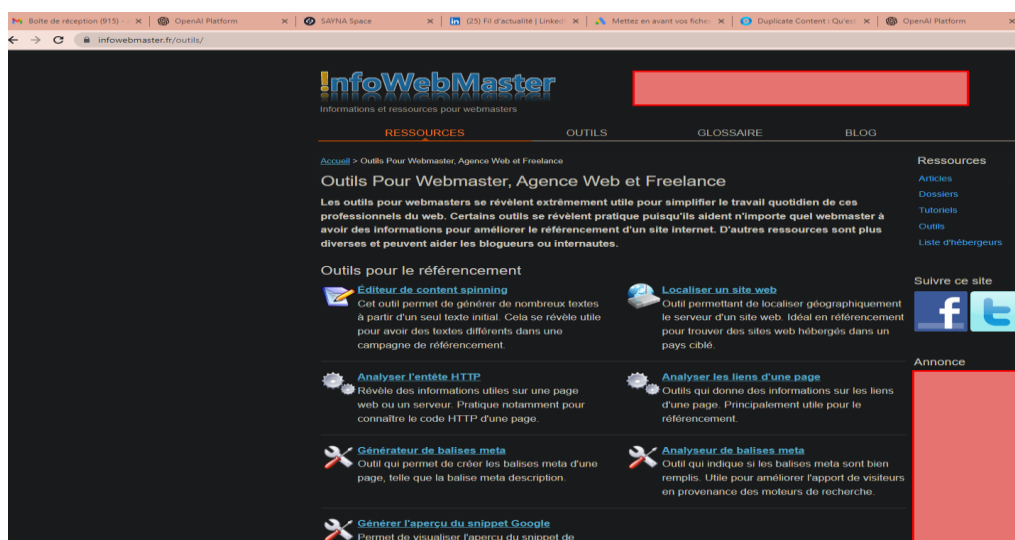 Boîte de réception (915) -
OpenAI Platform
SAYNA Space
(25) Fil d'actualité | Linked
Mettez en avant vos fiches
Duplicate Content : Qu'est
OpenAI Platform
infowebmaster.fr/outils/
!nfoWebMaster
Informations et ressources pour webmasters
RESSOURCES OUTILS GLOSSAIRE BLOG
Accueil > Outils Pour Webmaster, Agence Web et Freelance
Outils Pour Webmaster, Agence Web et Freelance
Les outils pour webmasters se révèlent extrêmement utile pour simplifier le travail quotidien de ces
professionnels du web. Certains outils se révèlent pratique puisqu'ils aident n'importe quel webmaster à
avoir des informations pour améliorer le référencement d'un site internet. D'autres ressources sont plus
diverses et peuvent aider les blogueurs ou internautes.
Outils pour le référencement
Éditeur de content spinning
Cet outil permet de générer de nombreux textes
à partir d'un seul texte initial. Cela se révèle utile
pour avoir des textes différents dans une
campagne de référencement.
Localiser un site web
Outil permettant de localiser géographiquement
le serveur d'un site web. Idéal en référencement
pour trouver des sites web hébergés dans un
pays ciblé.
Analyser l'entête HTTP
Révèle des informations utiles sur une page
web ou un serveur. Pratique notamment pour
connaître le code HTTP d'une page.
Analyser les liens d'une page
Outils qui donne des informations sur les liens
d'une page. Principalement utile pour le
référencement.
Générateur de balises meta
Outil qui permet de créer les balises meta d'une
page, telle que la balise meta description.
Analyseur de balises meta
Outil qui indique si les balises meta sont bien
remplis. Utile pour améliorer l'apport de visiteurs
en provenance des moteurs de recherche.
Générer l'aperçu du snippet Google
Permet de visualiser l'aperçu du snippet de
Ressources
Articles
Dossiers
Tutoriels
Outils
Liste d'hébergeurs
Suivre ce site
Annonce